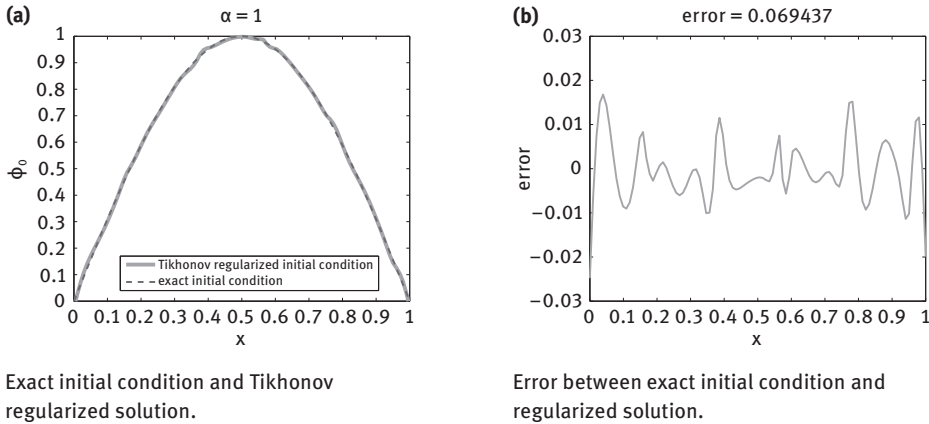 (a)
α = 1
1
0.9
0.8
0.7
0.6
0.5
0.4
0.3
0.2
0.1
0
ϕ₀
Tikhonov regularized initial condition
exact initial condition
0 0.1 0.2 0.3 0.4 0.5 0.6 0.7 0.8 0.9 1
x
Exact initial condition and Tikhonov
regularized solution.
(b)
error = 0.069437
0.03
0.02
0.01
0
−0.01
−0.02
−0.03
error
0 0.1 0.2 0.3 0.4 0.5 0.6 0.7 0.8 0.9 1
x
Error between exact initial condition and
regularized solution.